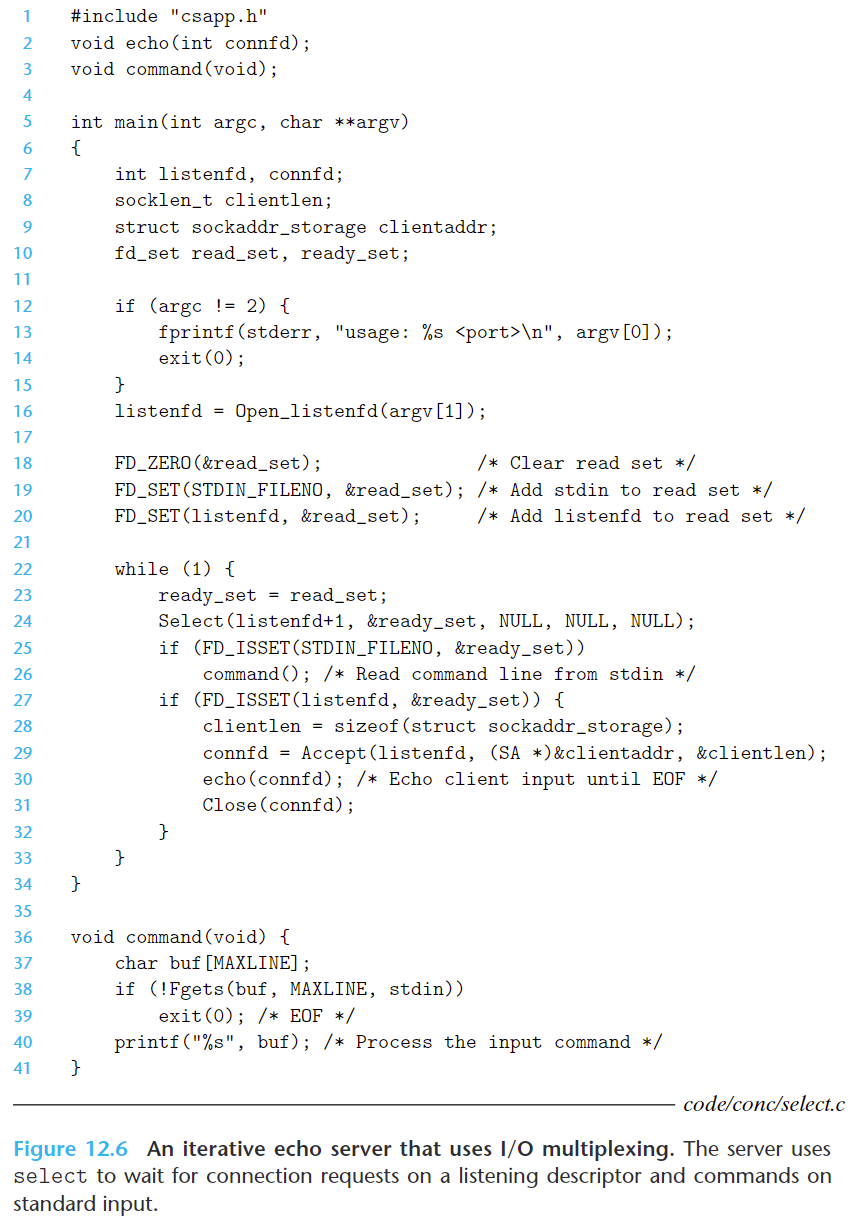 1 #include "csapp.h"
2 void echo(int connfd);
3 void command(void);
4
5 int main(int argc, char **argv)
6 {
7     int listenfd, connfd;
8     socklen_t clientlen;
9     struct sockaddr_storage clientaddr;
10     fd_set read_set, ready_set;
11
12     if (argc != 2) {
13         fprintf(stderr, "usage: %s <port>\n", argv[0]);
14         exit(0);
15     }
16     listenfd = Open_listenfd(argv[1]);
17
18     FD_ZERO(&read_set);              /* Clear read set */
19     FD_SET(STDIN_FILENO, &read_set); /* Add stdin to read set */
20     FD_SET(listenfd, &read_set);     /* Add listenfd to read set */
21
22     while (1) {
23         ready_set = read_set;
24         Select(listenfd+1, &ready_set, NULL, NULL, NULL);
25         if (FD_ISSET(STDIN_FILENO, &ready_set))
26             command(); /* Read command line from stdin */
27         if (FD_ISSET(listenfd, &ready_set)) {
28             clientlen = sizeof(struct sockaddr_storage);
29             connfd = Accept(listenfd, (SA *)&clientaddr, &clientlen);
30             echo(connfd); /* Echo client input until EOF */
31             Close(connfd);
32         }
33     }
34 }
35
36 void command(void) {
37     char buf[MAXLINE];
38     if (!Fgets(buf, MAXLINE, stdin))
39         exit(0); /* EOF */
40     printf("%s", buf); /* Process the input command */
41 }
code/conc/select.c
Figure 12.6 An iterative echo server that uses I/O multiplexing. The server uses
select to wait for connection requests on a listening descriptor and commands on
standard input.